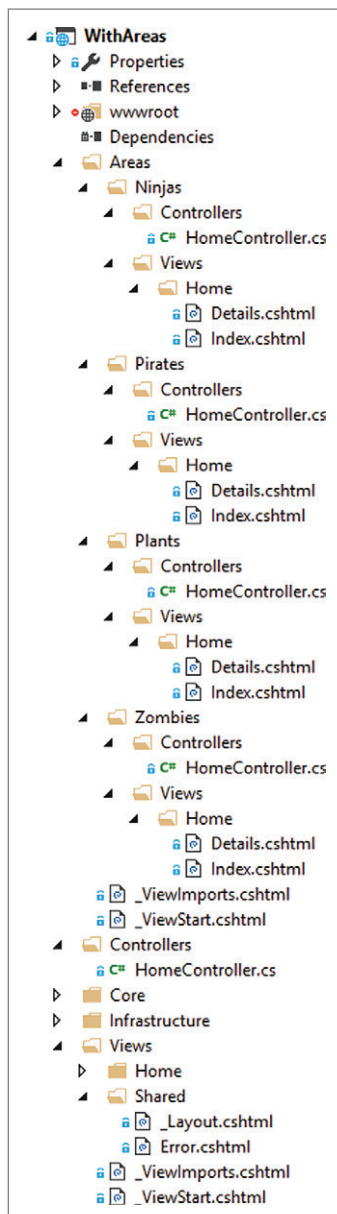 WithAreas
Properties
References
wwwroot
Dependencies
Areas
Ninjas
Controllers
C# HomeController.cs
Views
Home
Details.cshtml
Index.cshtml
Pirates
Controllers
C# HomeController.cs
Views
Home
Details.cshtml
Index.cshtml
Plants
Controllers
C# HomeController.cs
Views
Home
Details.cshtml
Index.cshtml
Zombies
Controllers
C# HomeController.cs
Views
Home
Details.cshtml
Index.cshtml
_ViewImports.cshtml
_ViewStart.cshtml
Controllers
C# HomeController.cs
Core
Infrastructure
Views
Home
Shared
_Layout.cshtml
Error.cshtml
_ViewImports.cshtml
_ViewStart.cshtml